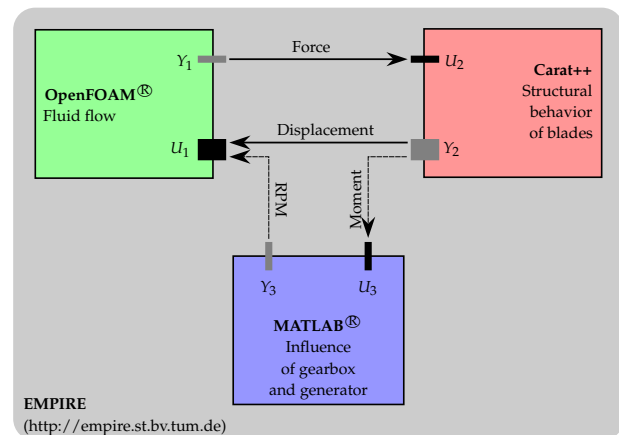 Force
Y₁
U₂
OpenFOAM®
Fluid flow
Carat++
Structural
behavior
of blades
Displacement
U₁
Y₂
RPM
Moment
Y₃
U₃
MATLAB®
Influence
of gearbox
and generator
EMPIRE
(http://empire.st.bv.tum.de)